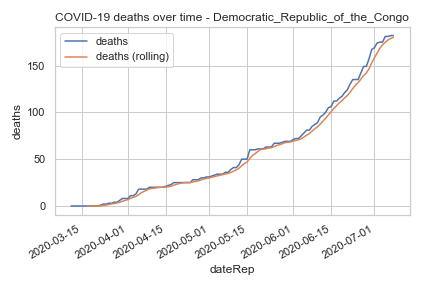 COVID-19 deaths over time - Democratic_Republic_of_the_Congo
deaths
deaths (rolling)
150
100
50
0
deaths
2020-03-15
2020-04-01
2020-04-15
2020-05-01
2020-05-15
2020-06-01
2020-06-15
2020-07-01
dateRep